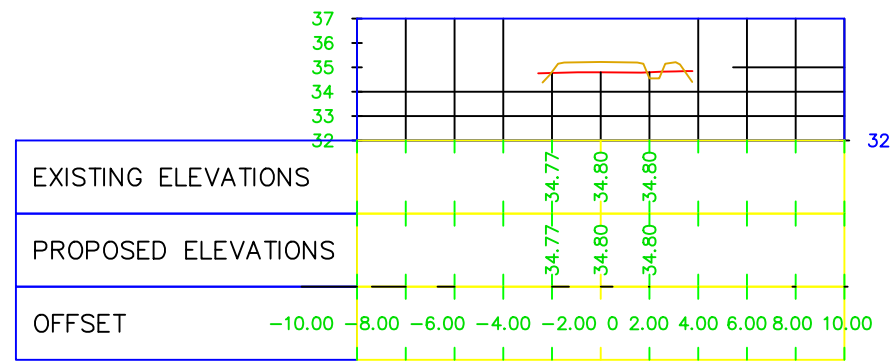 37
36
35
34
33
32 32
EXISTING ELEVATIONS 34.77 34.80 34.80
PROPOSED ELEVATIONS 34.77 34.80 34.80
OFFSET -10.00 -8.00 -6.00 -4.00 -2.00 0 2.00 4.00 6.00 8.00 10.00